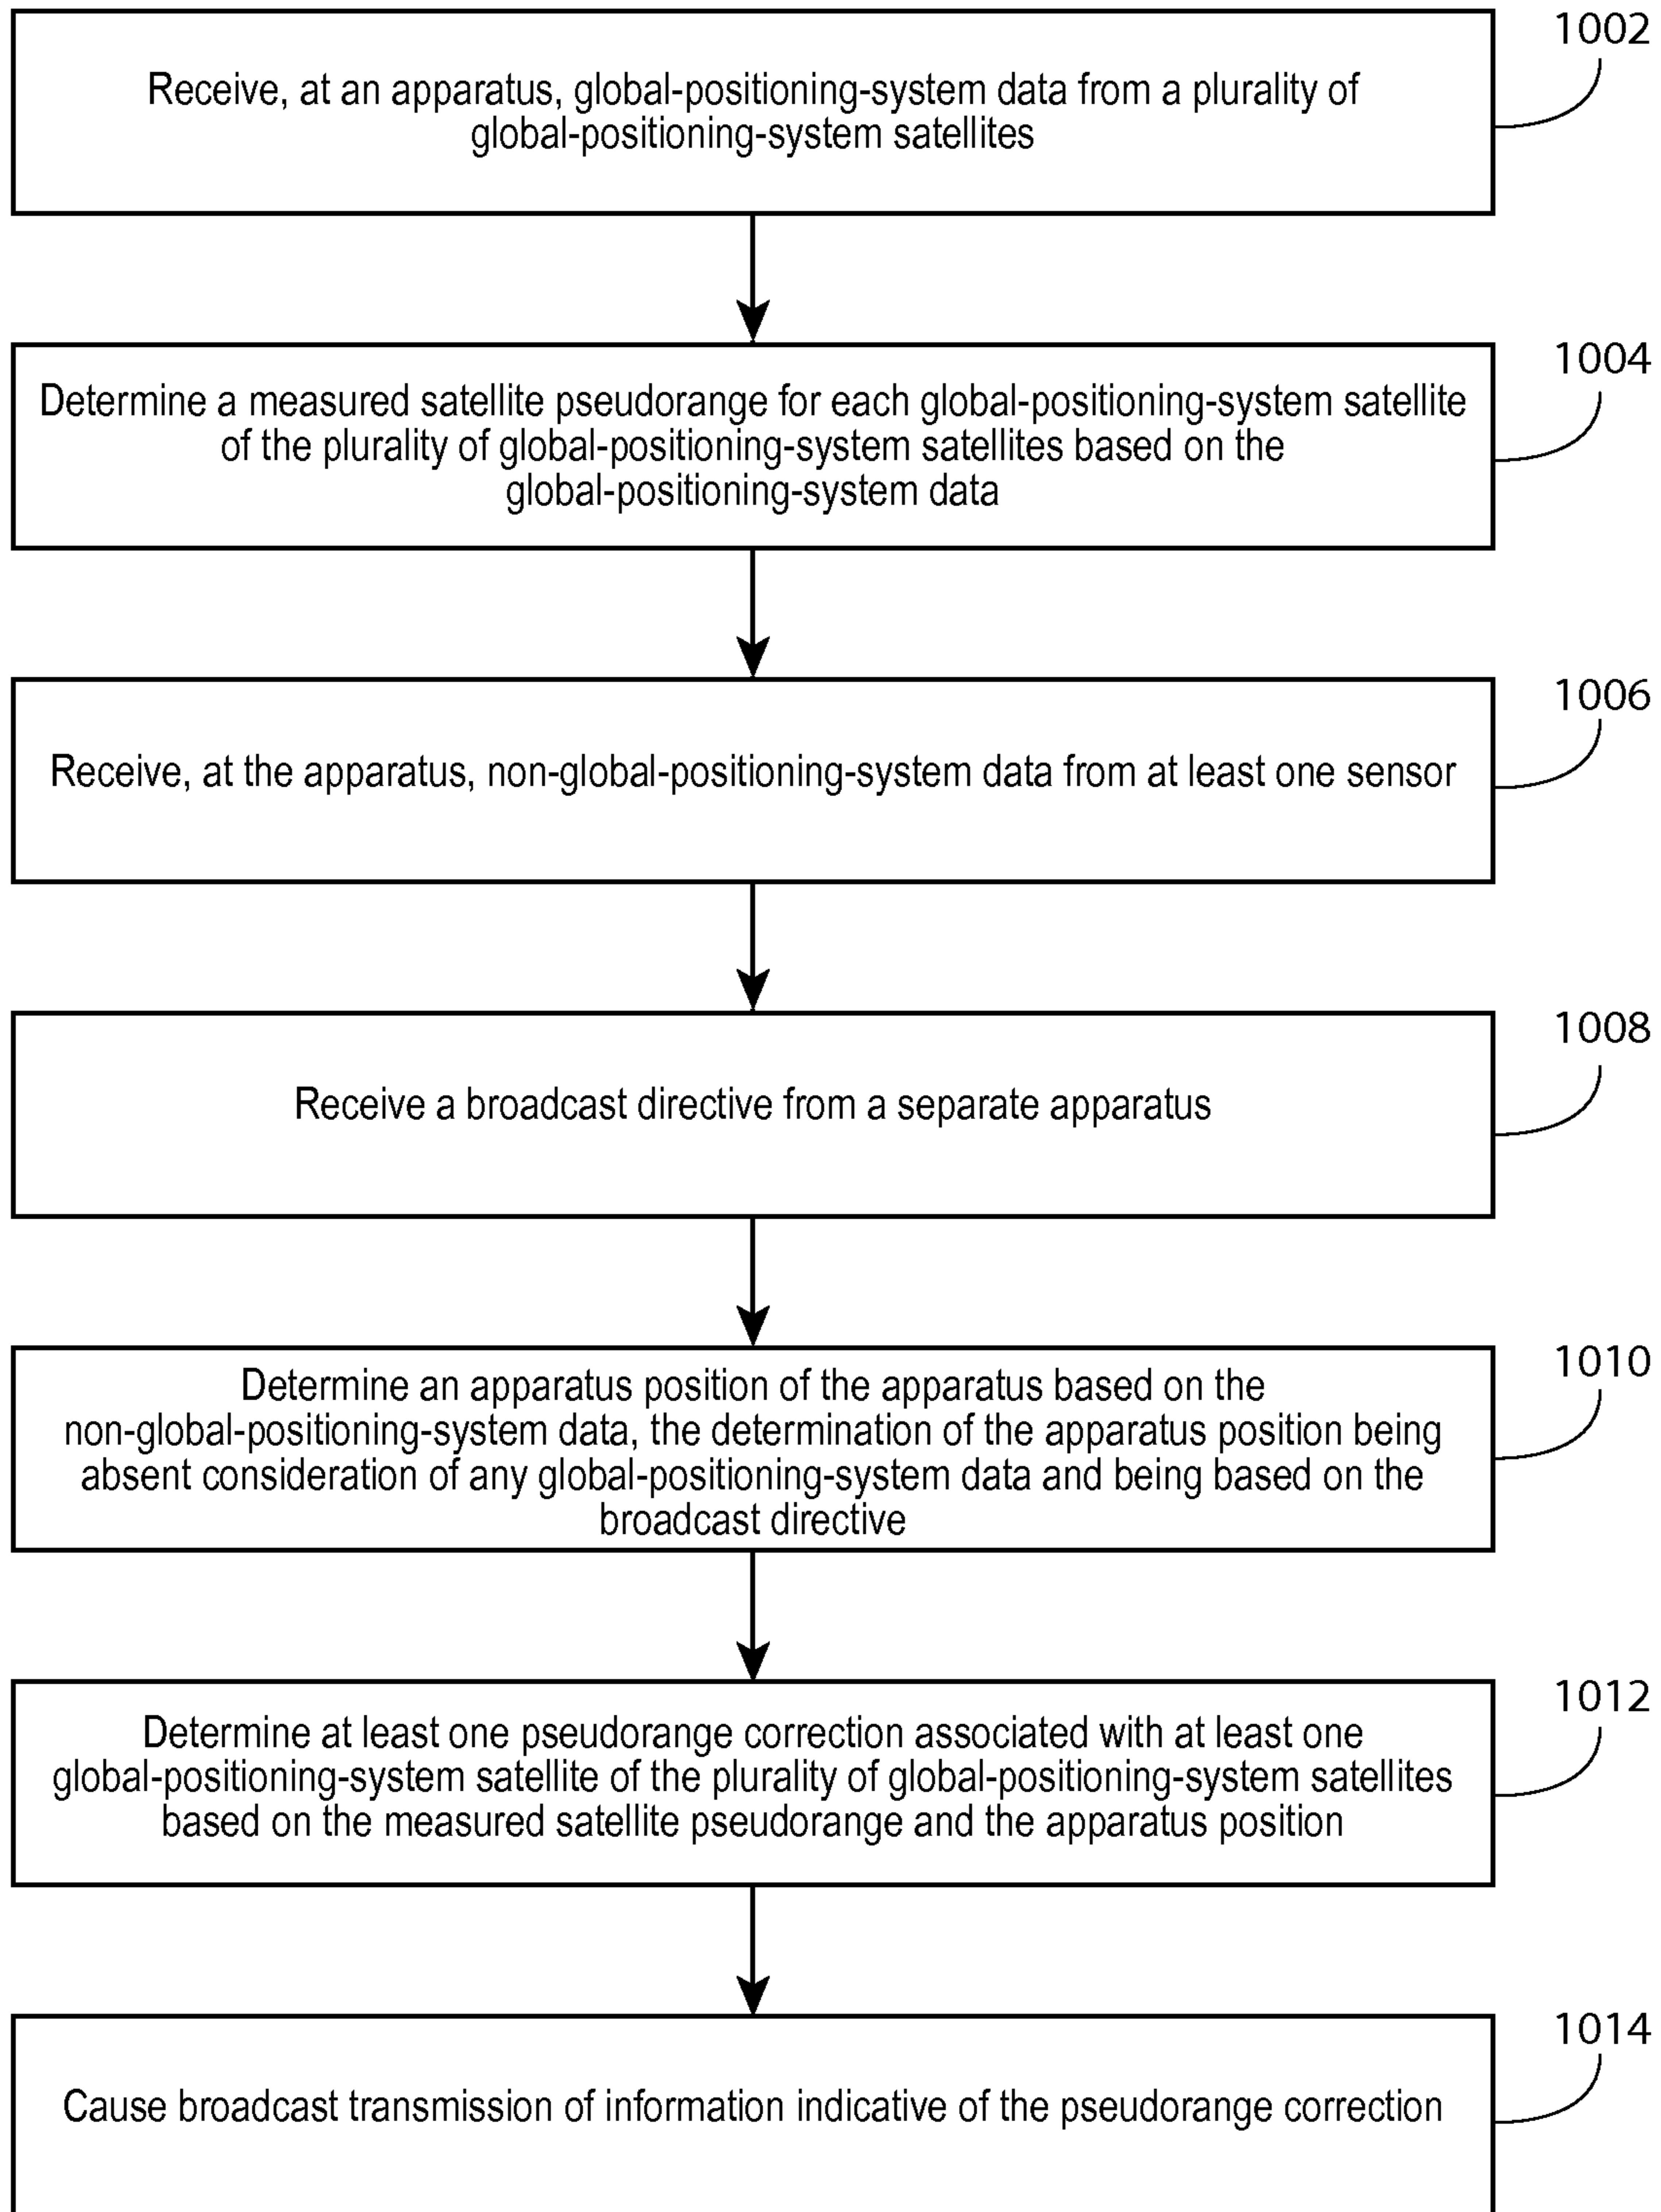 1002
Receive, at an apparatus, global-positioning-system data from a plurality of
global-positioning-system satellites
1004
Determine a measured satellite pseudorange for each global-positioning-system satellite
of the plurality of global-positioning-system satellites based on the
global-positioning-system data
1006
Receive, at the apparatus, non-global-positioning-system data from at least one sensor
1008
Receive a broadcast directive from a separate apparatus
1010
Determine an apparatus position of the apparatus based on the
non-global-positioning-system data, the determination of the apparatus position being
absent consideration of any global-positioning-system data and being based on the
broadcast directive
1012
Determine at least one pseudorange correction associated with at least one
global-positioning-system satellite of the plurality of global-positioning-system satellites
based on the measured satellite pseudorange and the apparatus position
1014
Cause broadcast transmission of information indicative of the pseudorange correction